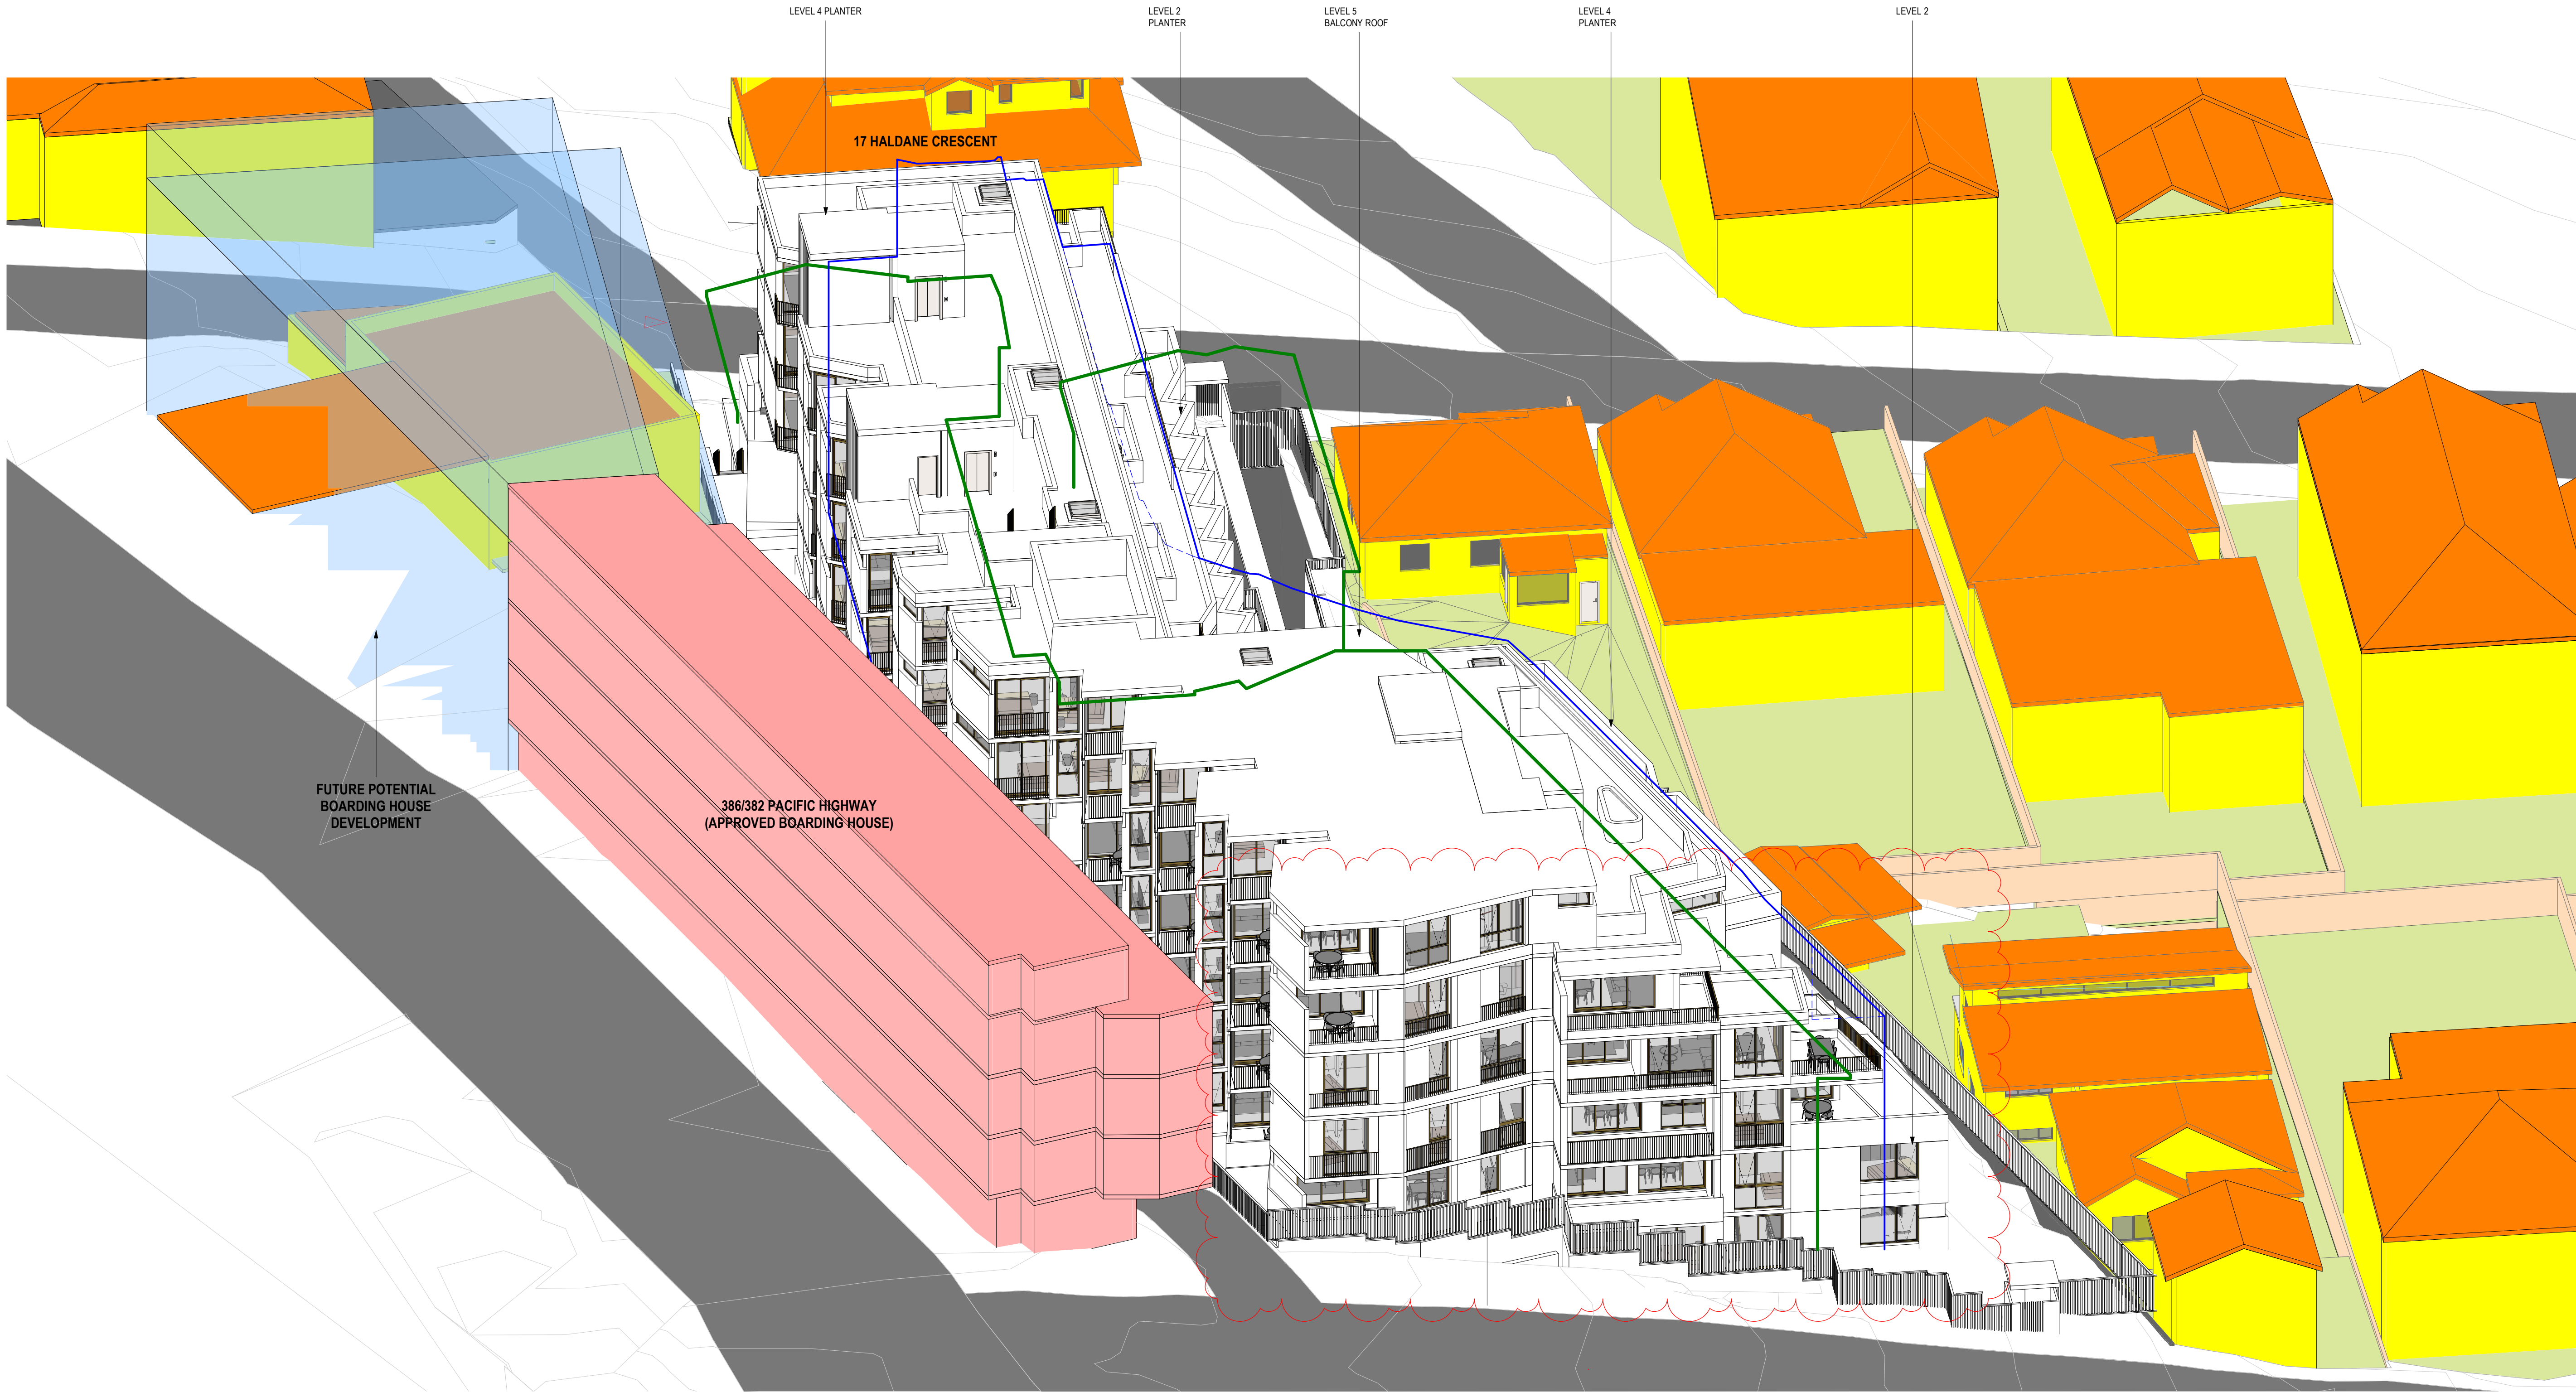 LEVEL 4 PLANTER
LEVEL 2
PLANTER
LEVEL 5
BALCONY ROOF
LEVEL 4
PLANTER
LEVEL 2
17 HALDANE CRESCENT
FUTURE POTENTIAL
BOARDING HOUSE
DEVELOPMENT
386/382 PACIFIC HIGHWAY
(APPROVED BOARDING HOUSE)